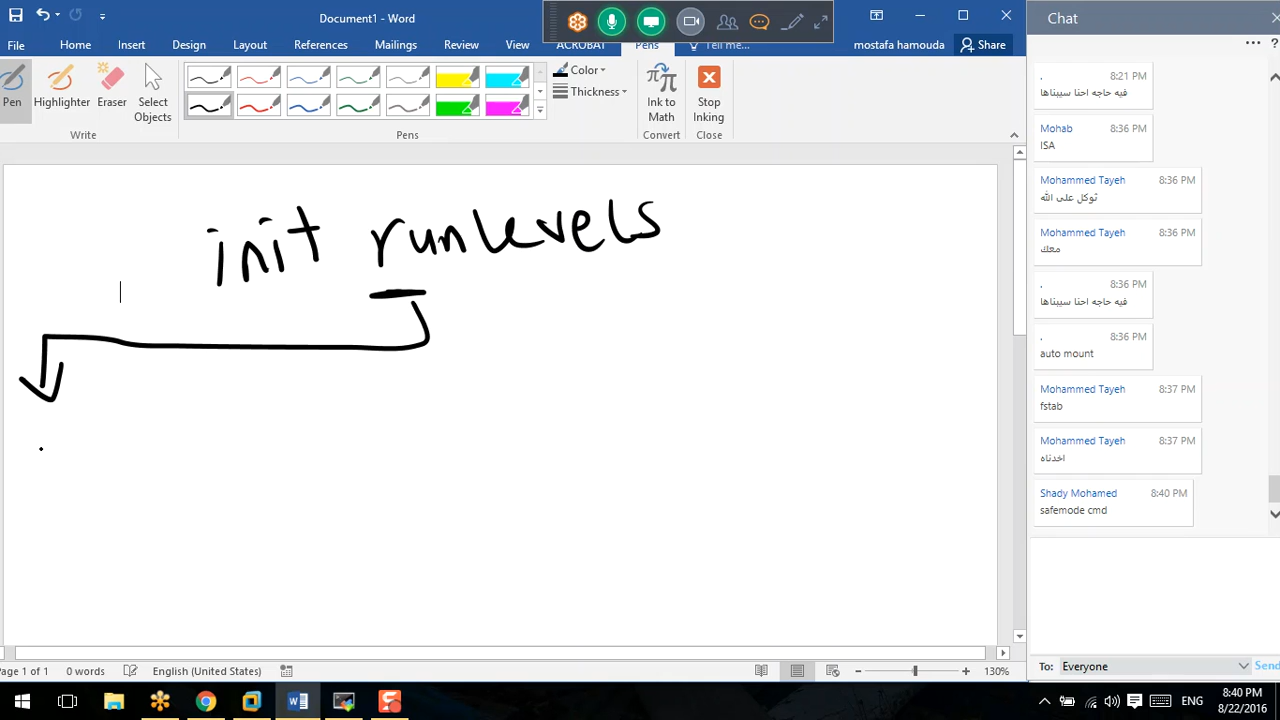 Document1 - Word
File
Home
Insert
Design
Layout
References
Mailings
Review
View
ACROBAT
Pens
Tell me...
mostafa hamouda
Share
Pen
Highlighter
Eraser
Select Objects
Color
Thickness
Ink to Math
Stop Inking
Write
Pens
Convert
Close
init runlevels
Page 1 of 1
0 words
English (United States)
130%
Chat
.
8:21 PM
فيه حاجه احنا سيبناها
Mohab
8:36 PM
ISA
Mohammed Tayeh
8:36 PM
توكل على الله
Mohammed Tayeh
8:36 PM
معك
.
8:36 PM
فيه حاجه احنا سيبناها
.
8:36 PM
auto mount
Mohammed Tayeh
8:37 PM
fstab
Mohammed Tayeh
8:37 PM
اخدناه
Shady Mohamed
8:40 PM
safemode cmd
To:
Everyone
Send
ENG
8:40 PM
8/22/2016